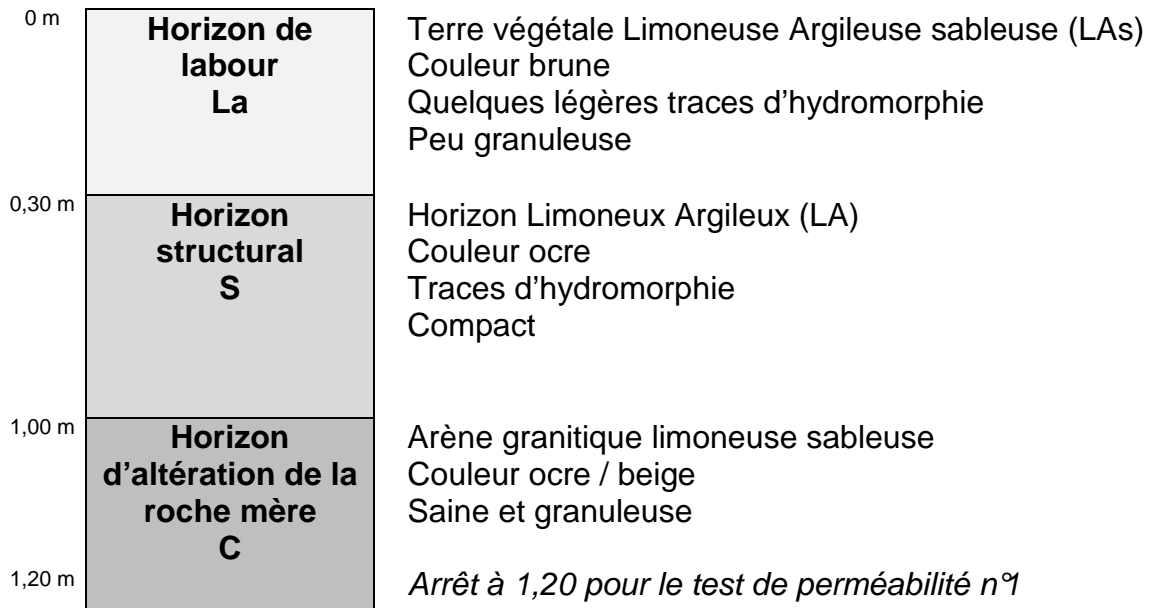 0 m
Horizon de
labour
La
Terre végétale Limoneuse Argileuse sableuse (LAs)
Couleur brune
Quelques légères traces d'hydromorphie
Peu granuleuse
0,30 m
Horizon
structural
S
Horizon Limoneux Argileux (LA)
Couleur ocre
Traces d'hydromorphie
Compact
1,00 m
Horizon
d'altération de la
roche mère
C
Arène granitique limoneuse sableuse
Couleur ocre / beige
Saine et granuleuse
1,20 m
Arrêt à 1,20 pour le test de perméabilité n°1